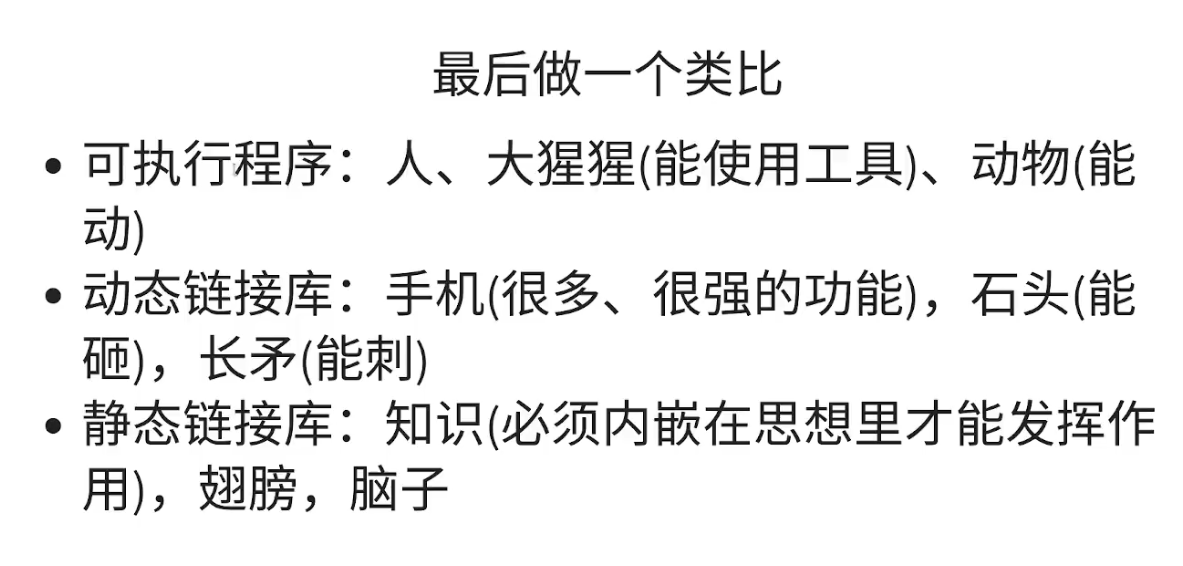 最后做一个类比
• 可执行程序：人、大猩猩(能使用工具)、动物(能
动)
• 动态链接库：手机(很多、很强的功能)，石头(能
砸)，长矛(能刺)
• 静态链接库：知识(必须内嵌在思想里才能发挥作
用)，翅膀，脑子